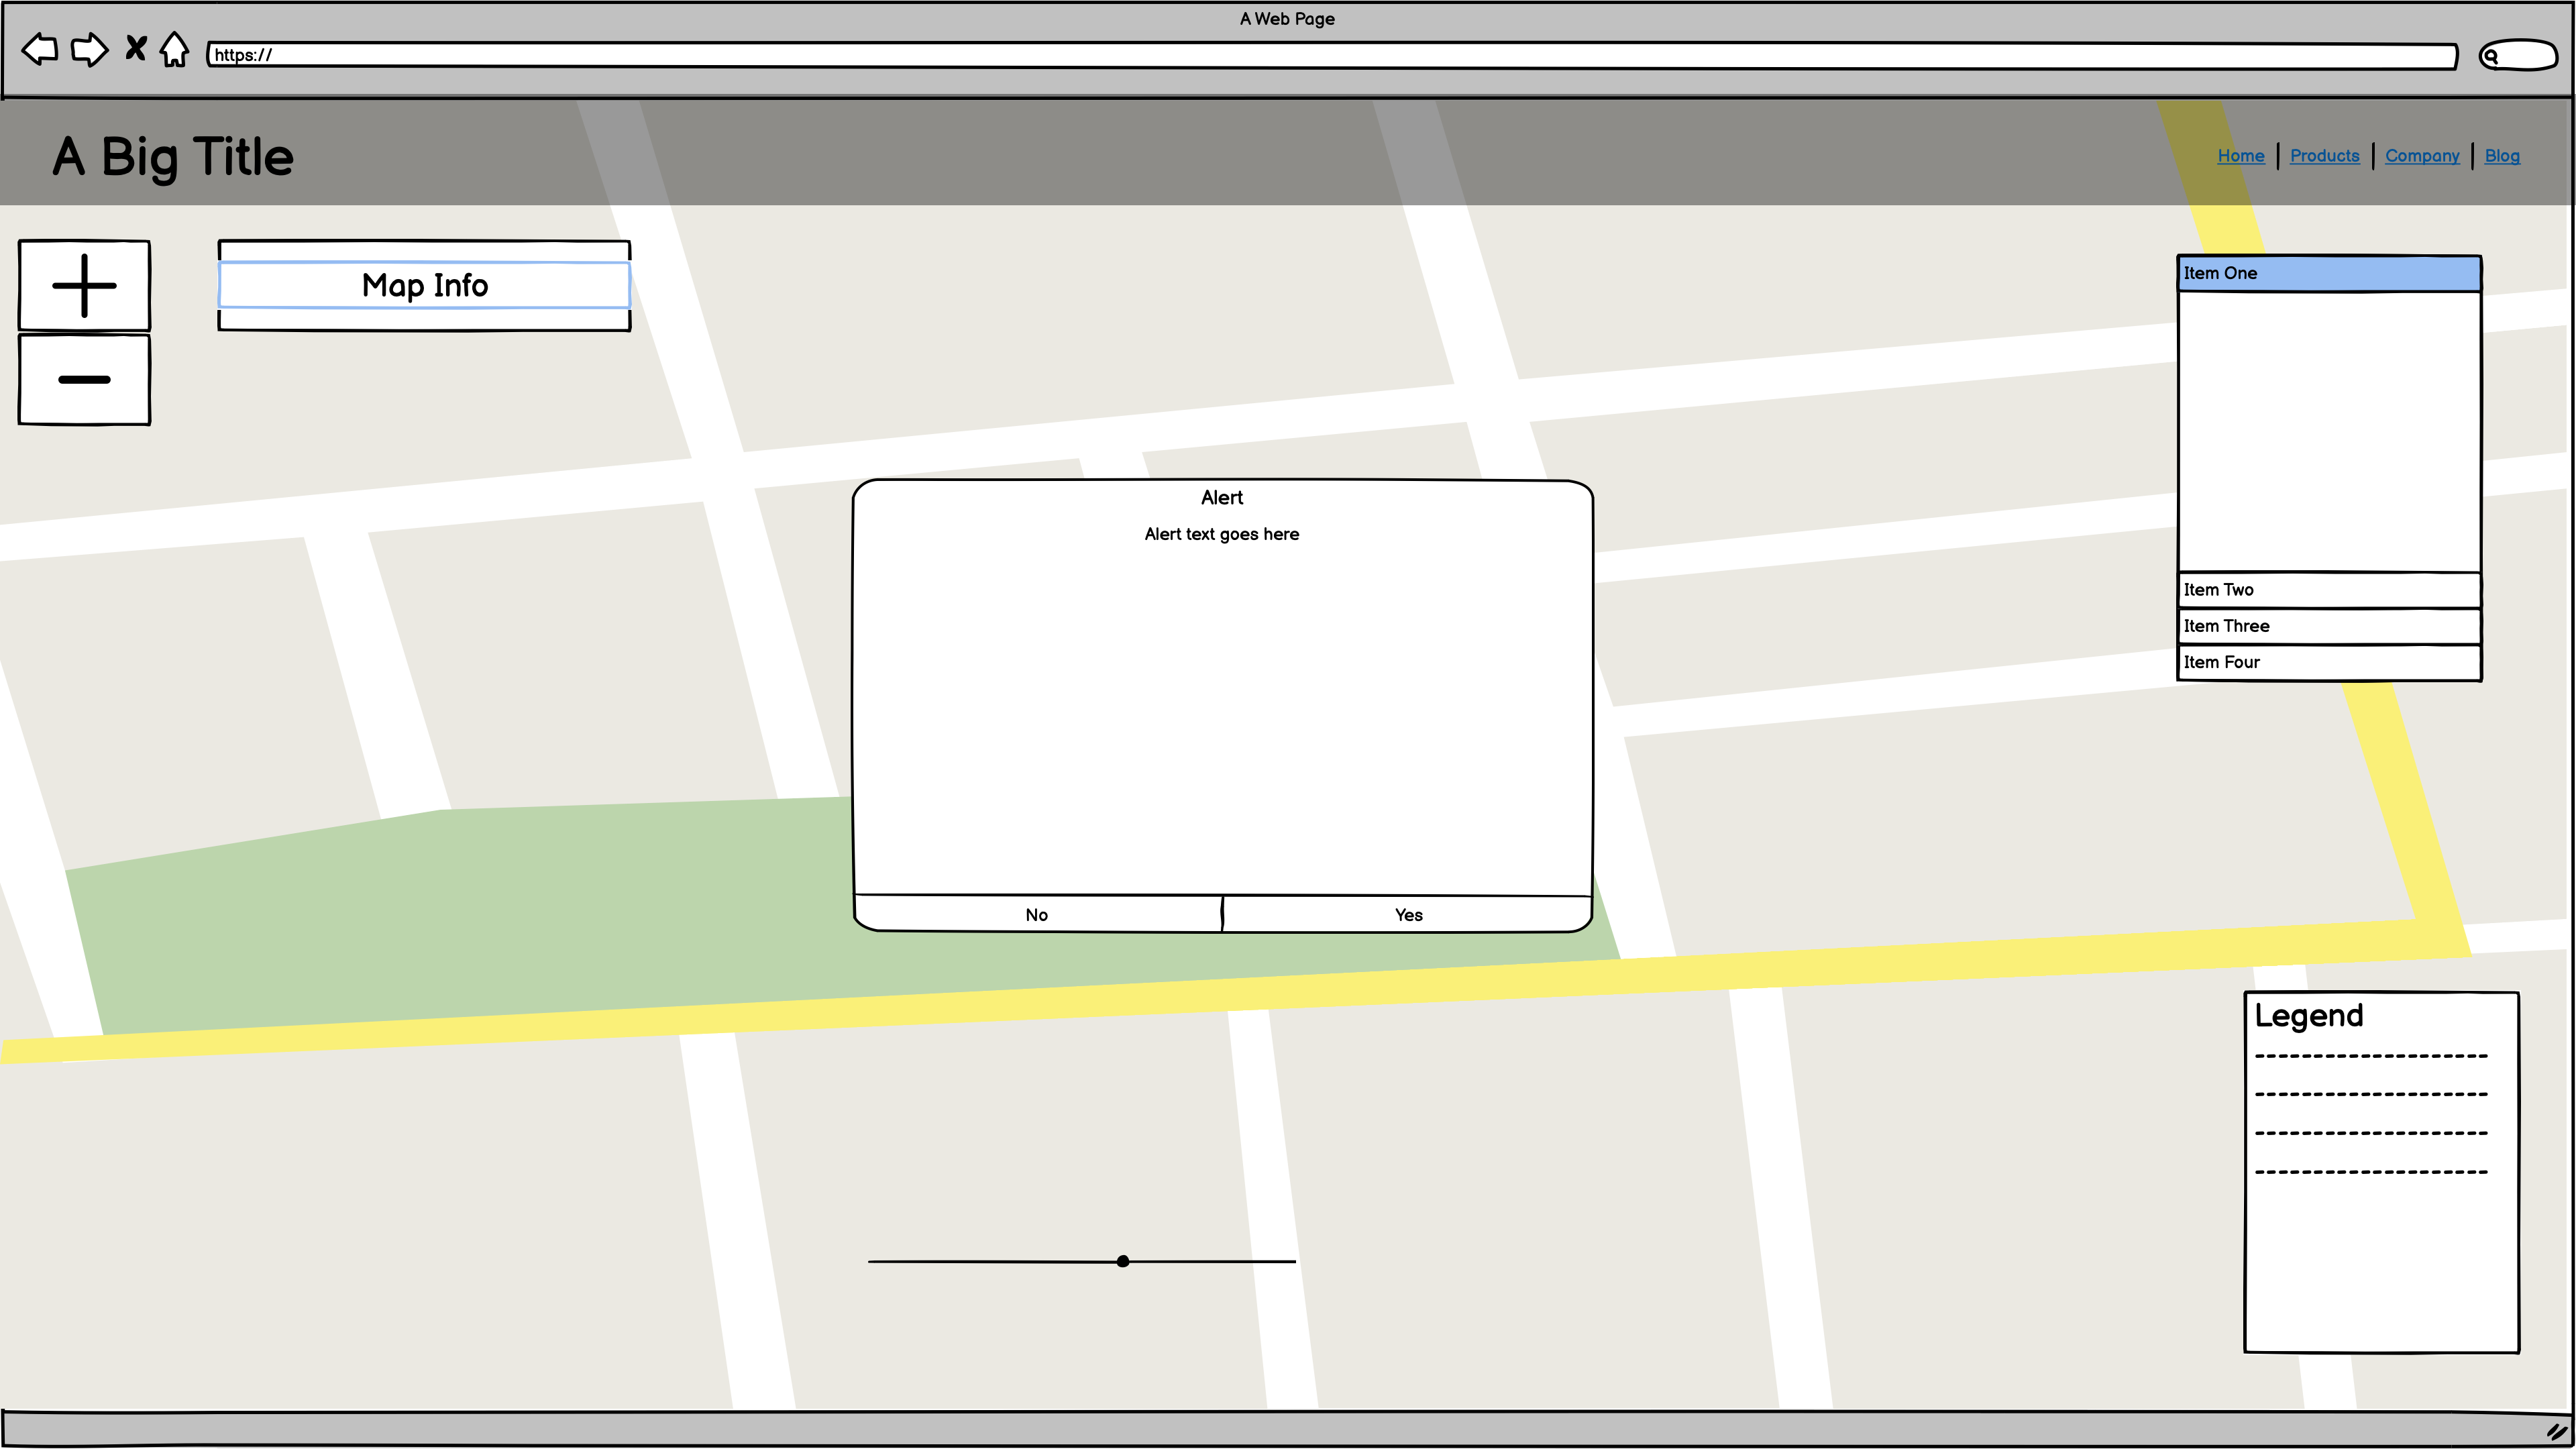 A Web Page
https://
A Big Title
Home | Products | Company | Blog
Map Info
Item One
Item Two
Item Three
Item Four
Alert
Alert text goes here
No
Yes
Legend